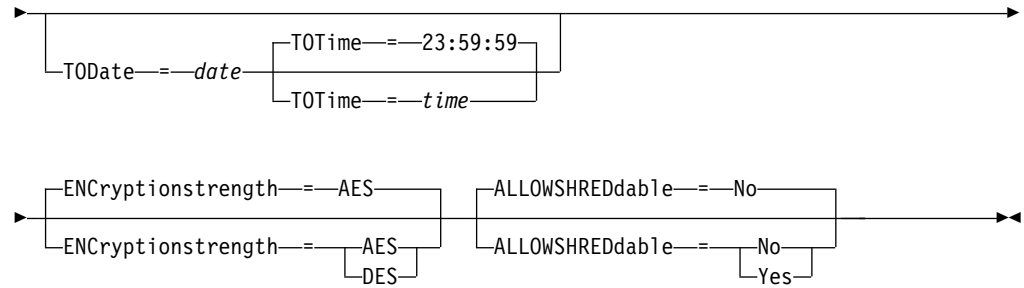 TOTime = 23:59:59
TODate = date
TOTime = time
ENCryptionstrength = AES ALLOWSHREDdable = No
ENCryptionstrength = AES ALLOWSHREDdable = No
DES Yes